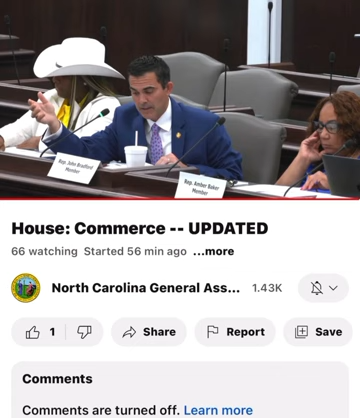 Rep. John Bradford
Member
Rep. Amber Baker
Member
House: Commerce -- UPDATED
66 watching Started 56 min ago ...more
North Carolina General Ass... 1.43K
1 Share Report Save
Comments
Comments are turned off. Learn more